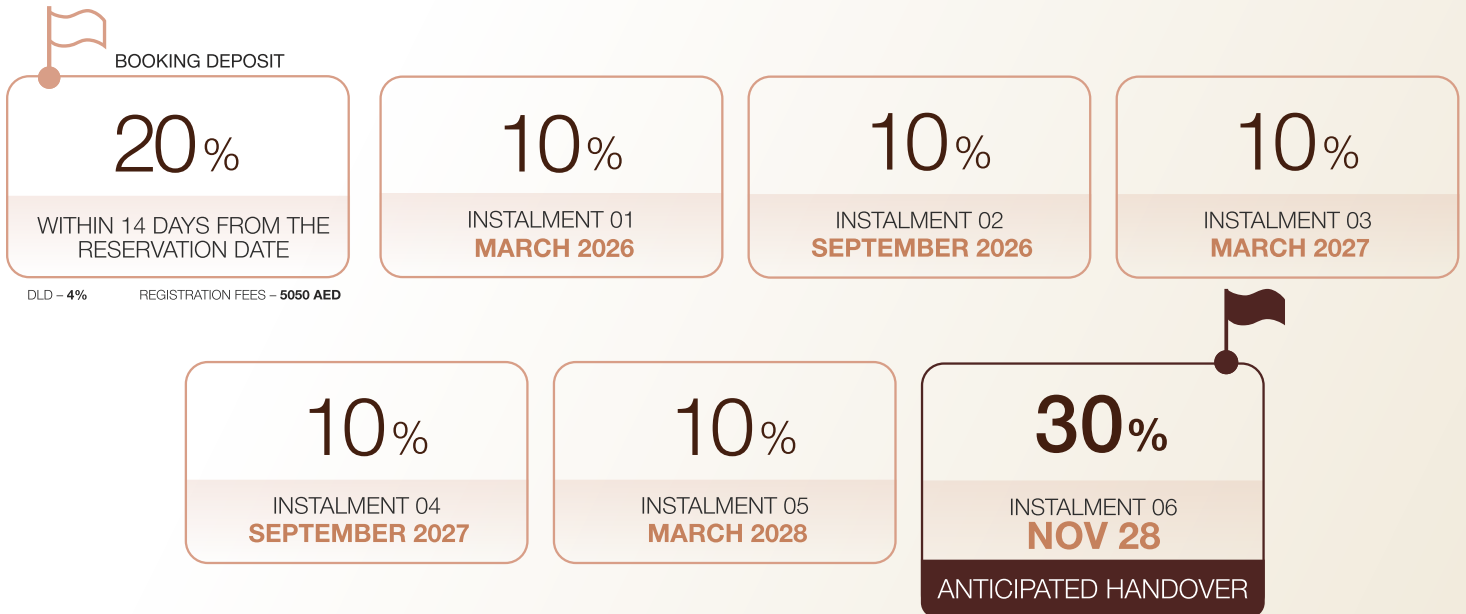 BOOKING DEPOSIT
20%
WITHIN 14 DAYS FROM THE
RESERVATION DATE
DLD – 4%
REGISTRATION FEES – 5050 AED
10%
INSTALMENT 01
MARCH 2026
10%
INSTALMENT 02
SEPTEMBER 2026
10%
INSTALMENT 03
MARCH 2027
10%
INSTALMENT 04
SEPTEMBER 2027
10%
INSTALMENT 05
MARCH 2028
30%
INSTALMENT 06
NOV 28
ANTICIPATED HANDOVER